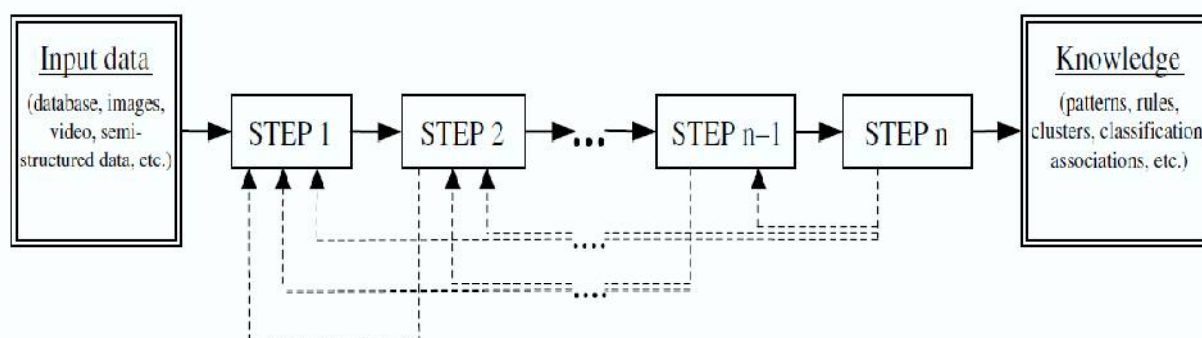 Input data
(database, images,
video, semi-
structured data, etc.)
STEP 1
STEP 2
...
STEP n–1
STEP n
Knowledge
(patterns, rules,
clusters, classification
associations, etc.)
....
....